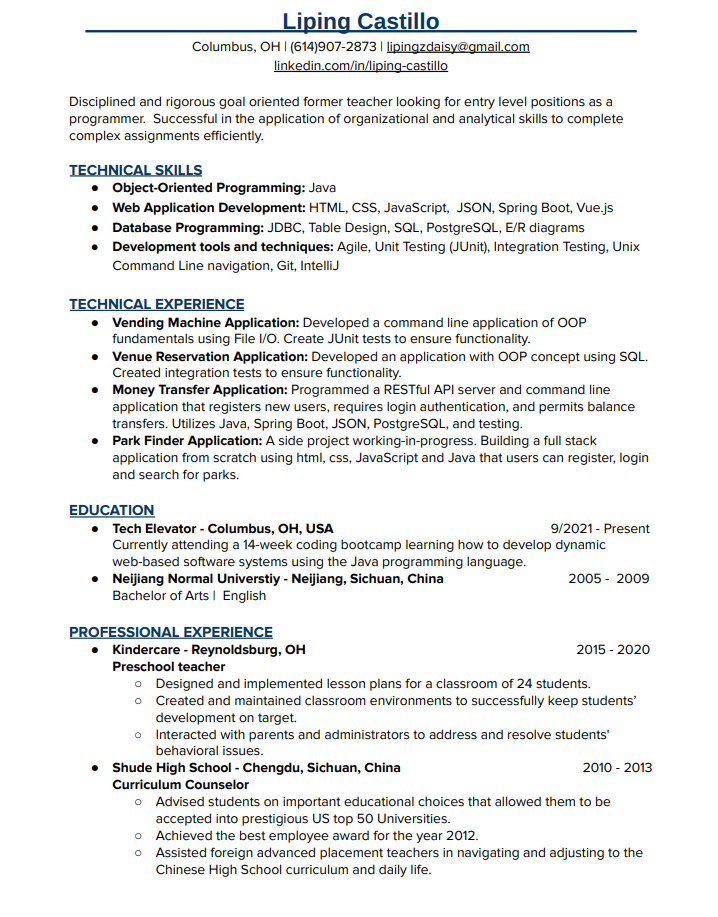 Liping Castillo
Columbus, OH | (614)907-2873 | lipingzdaisy@gmail.com
linkedin.com/in/liping-castillo
Disciplined and rigorous goal oriented former teacher looking for entry level positions as a
programmer.  Successful in the application of organizational and analytical skills to complete
complex assignments efficiently.
TECHNICAL SKILLS
● Object-Oriented Programming: Java
● Web Application Development: HTML, CSS, JavaScript,  JSON, Spring Boot, Vue.js
● Database Programming: JDBC, Table Design, SQL, PostgreSQL, E/R diagrams
● Development tools and techniques: Agile, Unit Testing (JUnit), Integration Testing, Unix
Command Line navigation, Git, IntelliJ
TECHNICAL EXPERIENCE
● Vending Machine Application: Developed a command line application of OOP
fundamentals using File I/O. Create JUnit tests to ensure functionality.
● Venue Reservation Application: Developed an application with OOP concept using SQL.
Created integration tests to ensure functionality.
● Money Transfer Application: Programmed a RESTful API server and command line
application that registers new users, requires login authentication, and permits balance
transfers. Utilizes Java, Spring Boot, JSON, PostgreSQL, and testing.
● Park Finder Application: A side project working-in-progress. Building a full stack
application from scratch using html, css, JavaScript and Java that users can register, login
and search for parks.
EDUCATION
● Tech Elevator - Columbus, OH, USA 9/2021 - Present
Currently attending a 14-week coding bootcamp learning how to develop dynamic
web-based software systems using the Java programming language.
● Neijiang Normal Universtiy - Neijiang, Sichuan, China 2005 -  2009
Bachelor of Arts |  English
PROFESSIONAL EXPERIENCE
● Kindercare - Reynoldsburg, OH 2015 - 2020
Preschool teacher
○ Designed and implemented lesson plans for a classroom of 24 students.
○ Created and maintained classroom environments to successfully keep students’
development on target.
○ Interacted with parents and administrators to address and resolve students'
behavioral issues.
● Shude High School - Chengdu, Sichuan, China 2010 - 2013
Curriculum Counselor
○ Advised students on important educational choices that allowed them to be
accepted into prestigious US top 50 Universities.
○ Achieved the best employee award for the year 2012.
○ Assisted foreign advanced placement teachers in navigating and adjusting to the
Chinese High School curriculum and daily life.